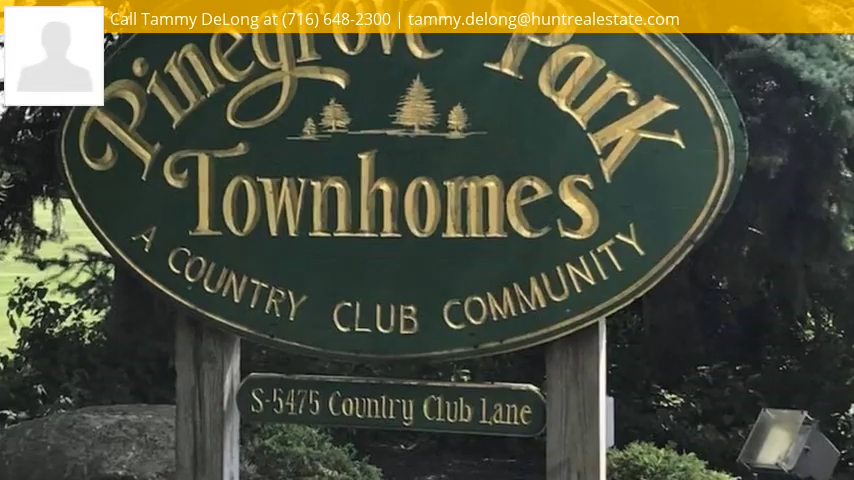 Call Tammy DeLong at (716) 648-2300 | tammy.delong@huntrealestate.com
Pinegrove Park
Townhomes
A COUNTRY CLUB COMMUNITY
S-5475 Country Club Lane